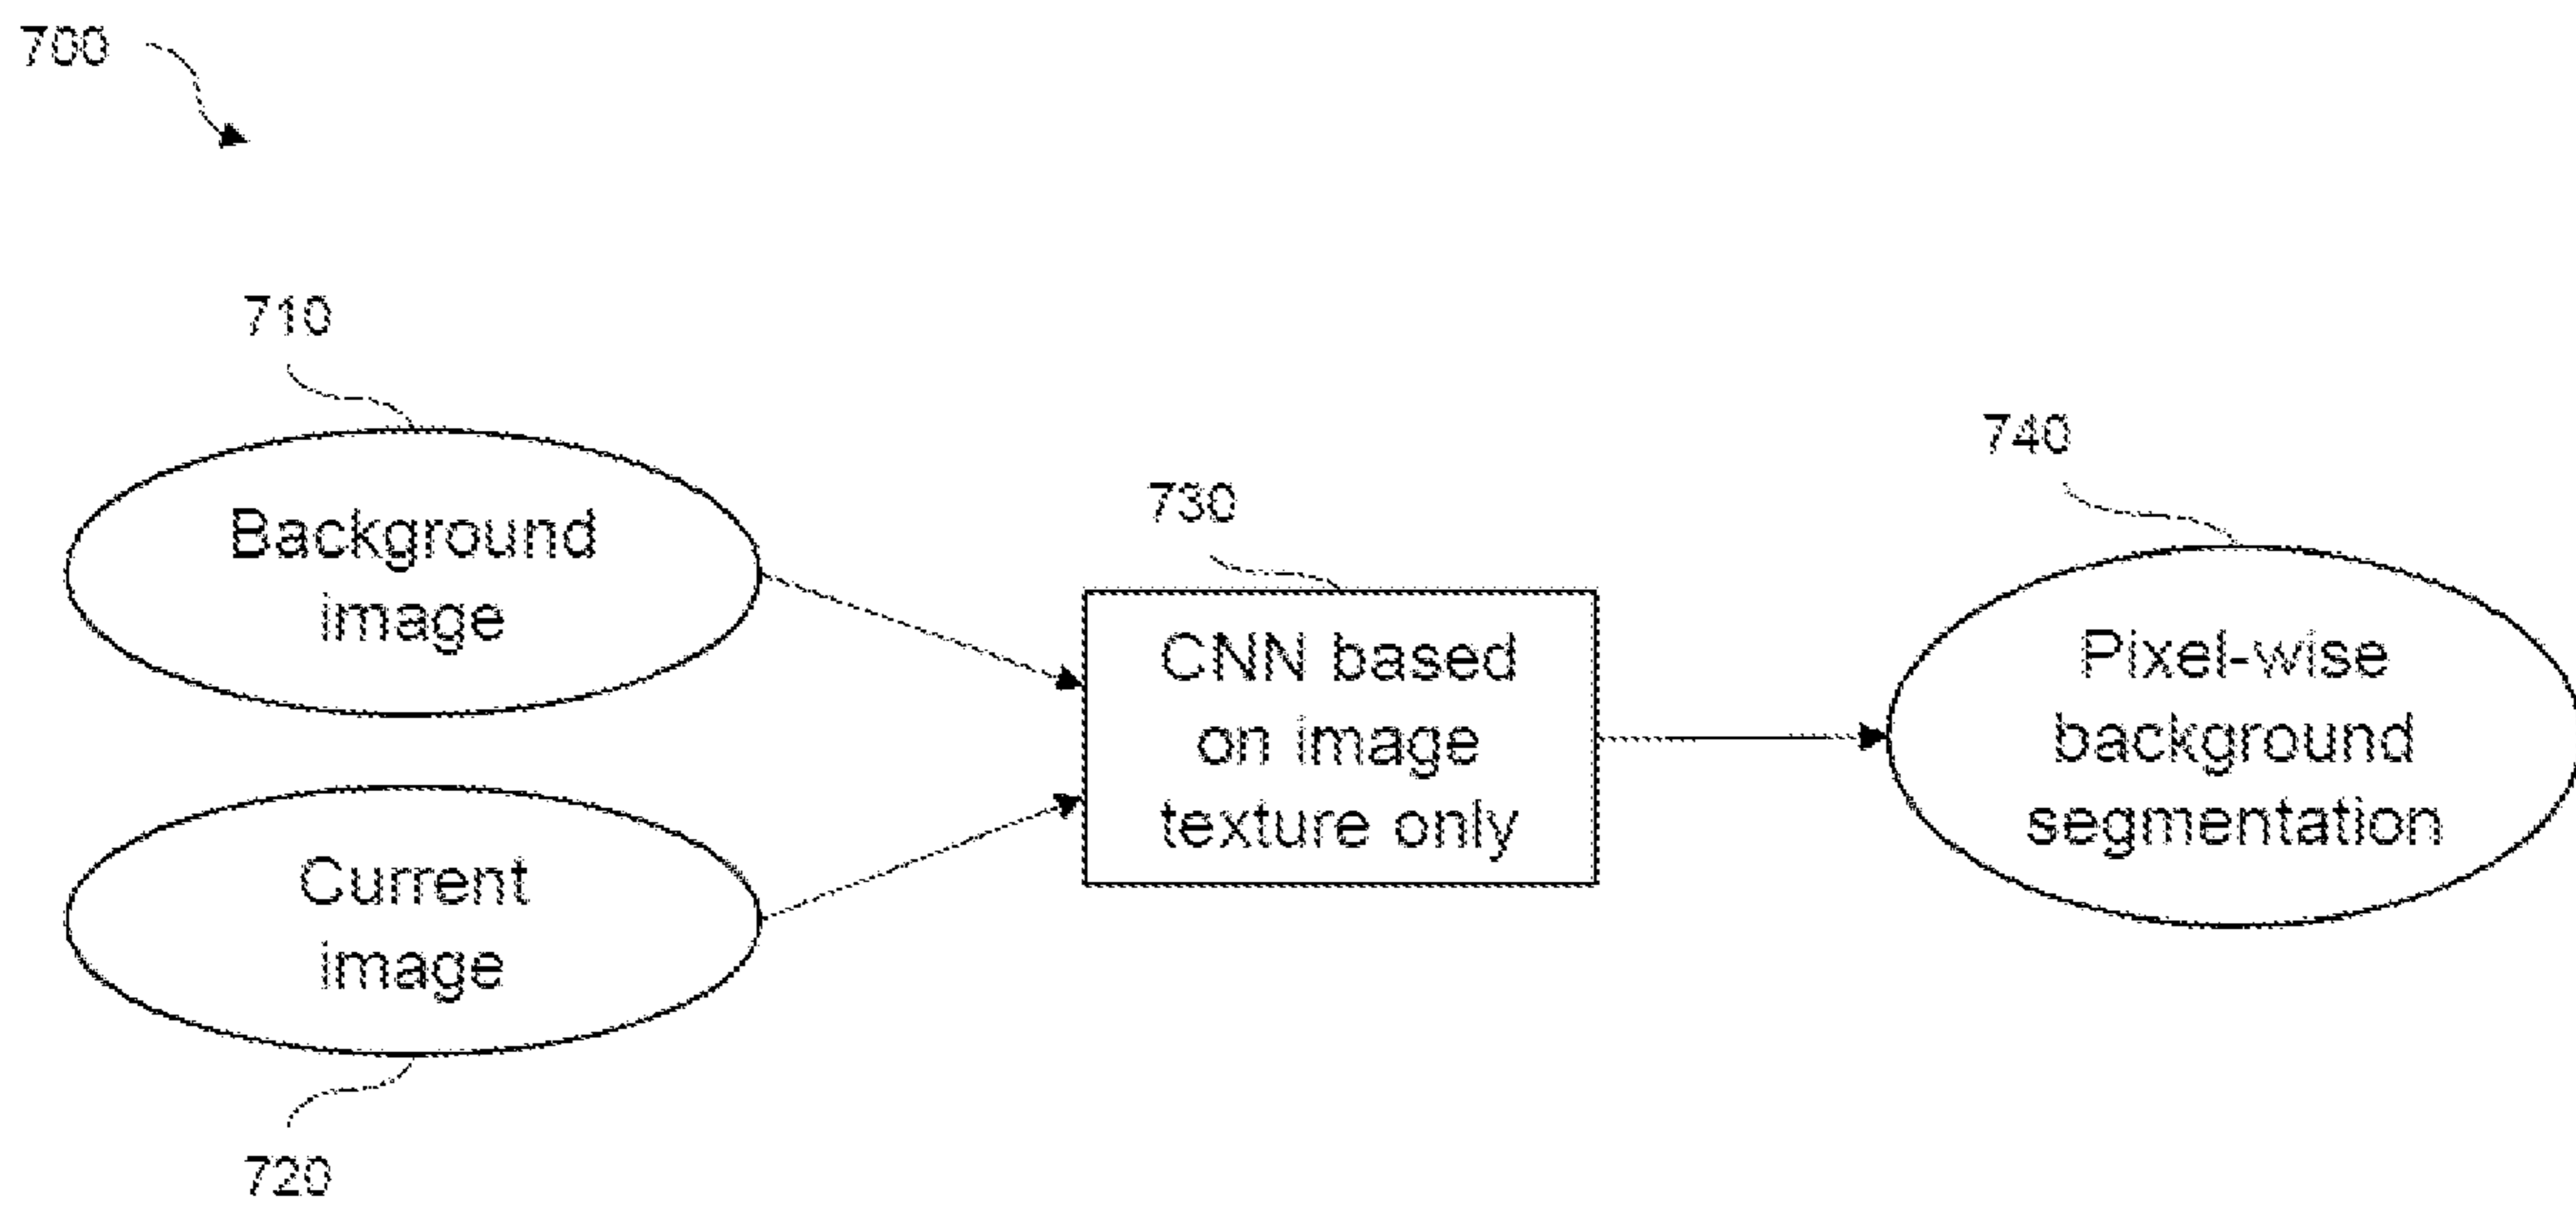 700
710
Background
image
720
Current
image
730
CNN based
on image
texture only
740
Pixel-wise
background
segmentation